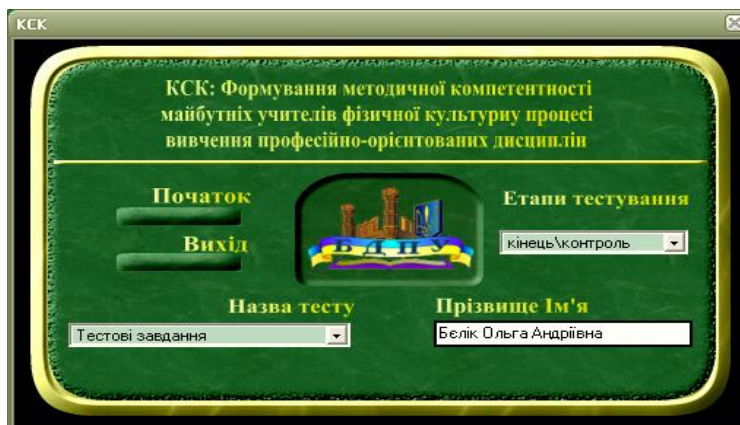 КСК
КСК: Формування методичної компетентності
майбутніх учителів фізичної культуриу процесі
вивчення професійно-орієнтованих дисциплін
Початок
Вихід
БДПУ
Етапи тестування
кінець\контроль
Назва тесту
Тестові завдання
Прізвище Ім'я
Бєлік Ольга Андріївна